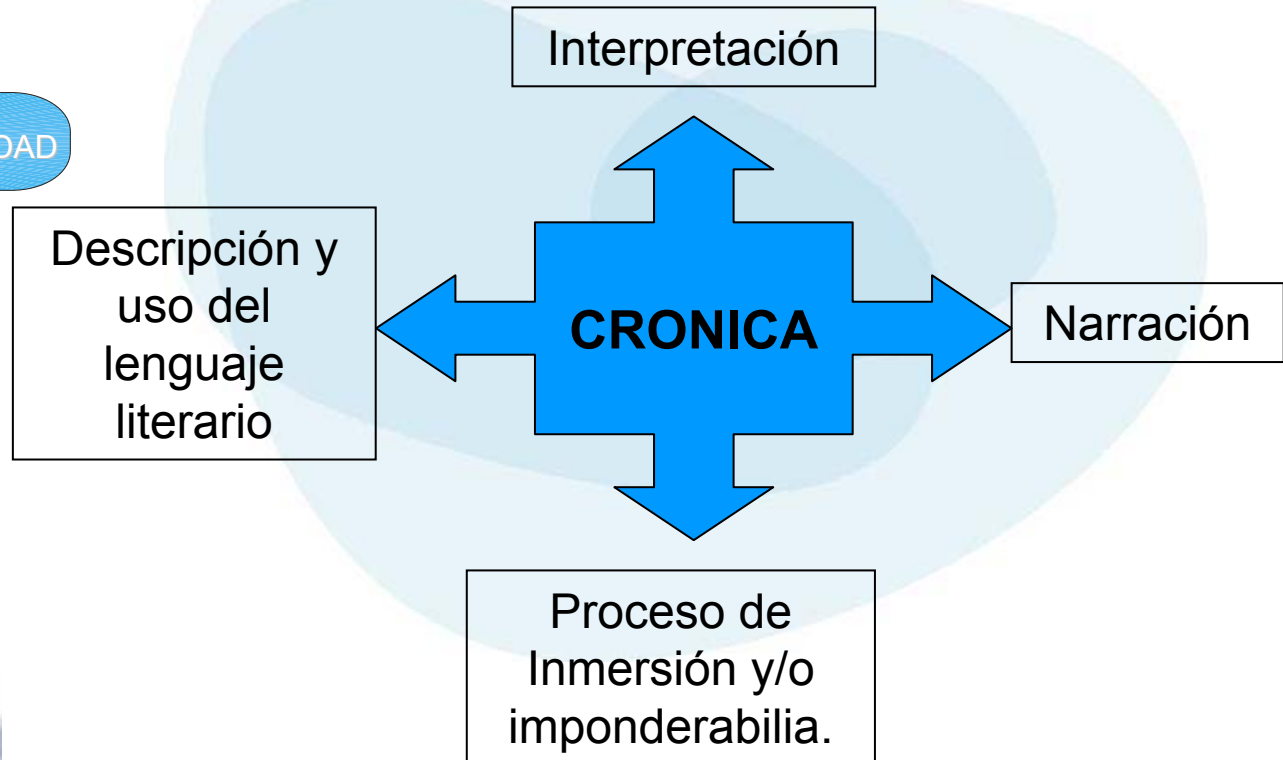 Interpretación
DAD
Descripción y
uso del
lenguaje
literario
CRONICA
Narración
Proceso de
Inmersión y/o
imponderabilia.